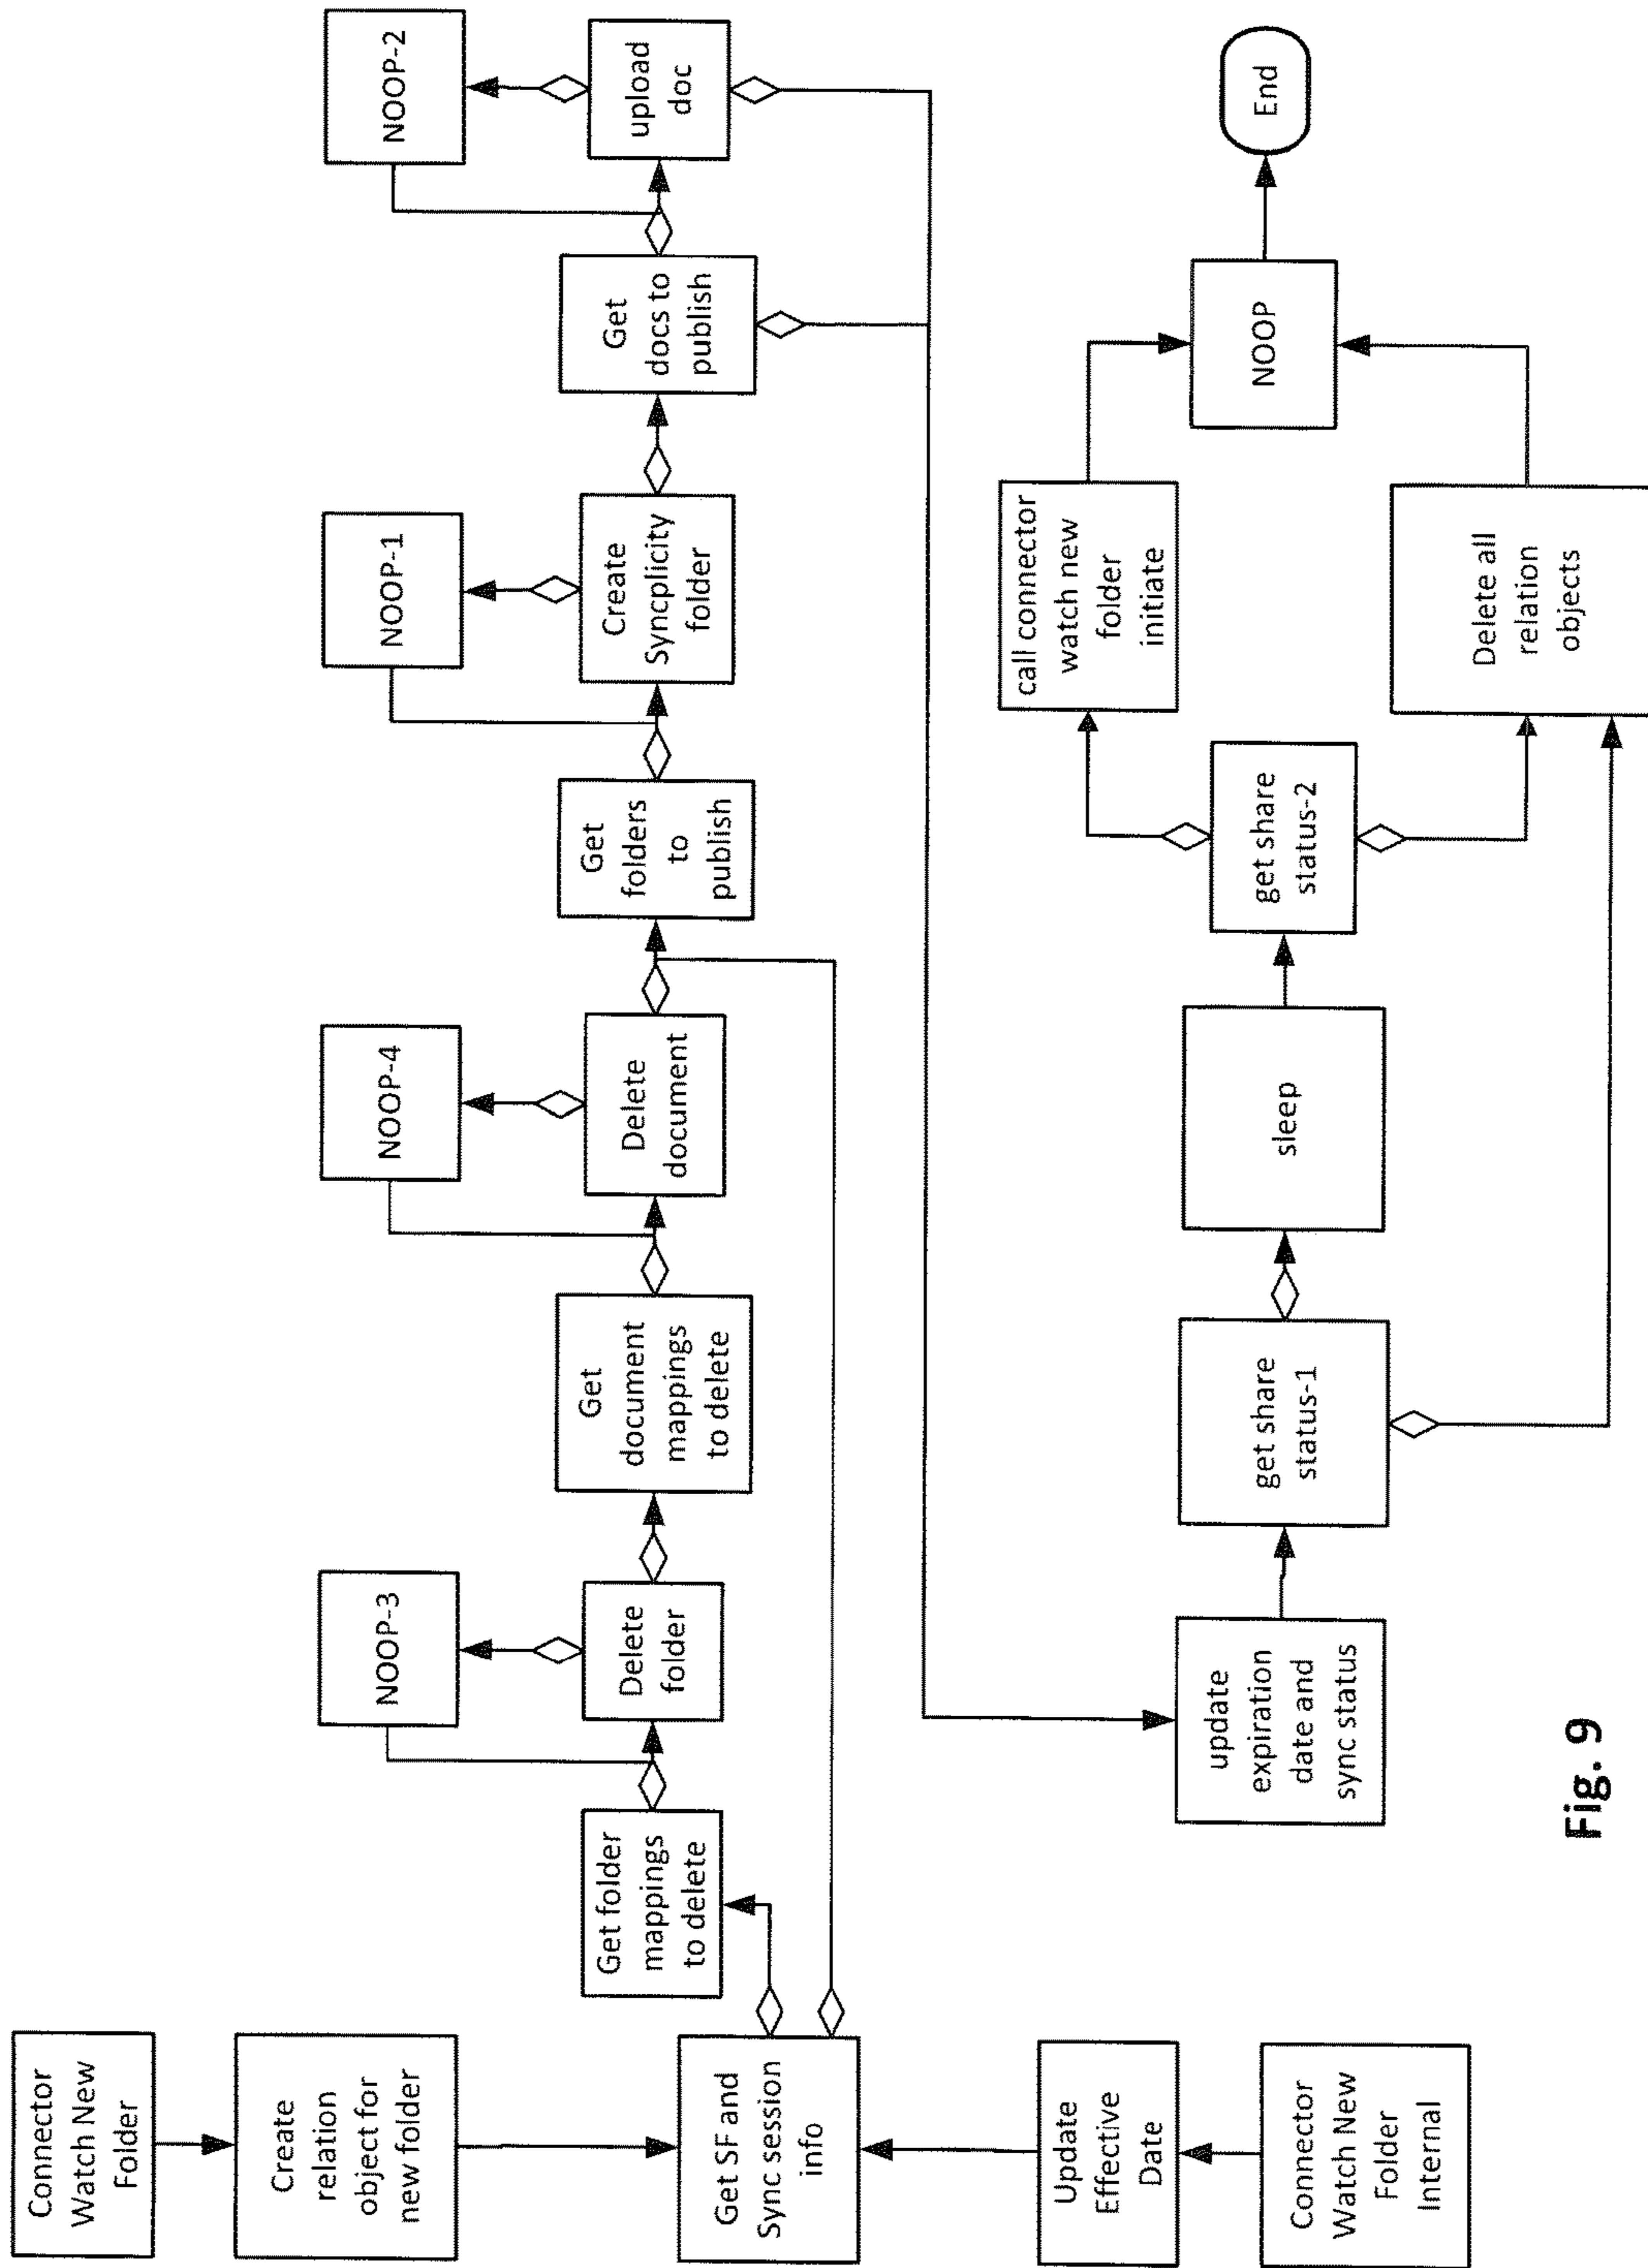 Connector
Watch New
Folder
Create
relation
object for
new folder
Get SF and
Sync session
info
Update
Effective
Date
Connector
Watch New
Folder
Internal
Get folder
mappings
to delete
NOOP-3
Delete
folder
Get
document
mappings
to delete
NOOP-4
Delete
document
Get
folders
to
publish
NOOP-1
Create
Syncplicity
folder
Get
docs to
publish
NOOP-2
upload
doc
update
expiration
date and
sync status
get share
status-1
sleep
get share
status-2
call connector
watch new
folder
initiate
Delete all
relation
objects
NOOP
End
Fig. 9